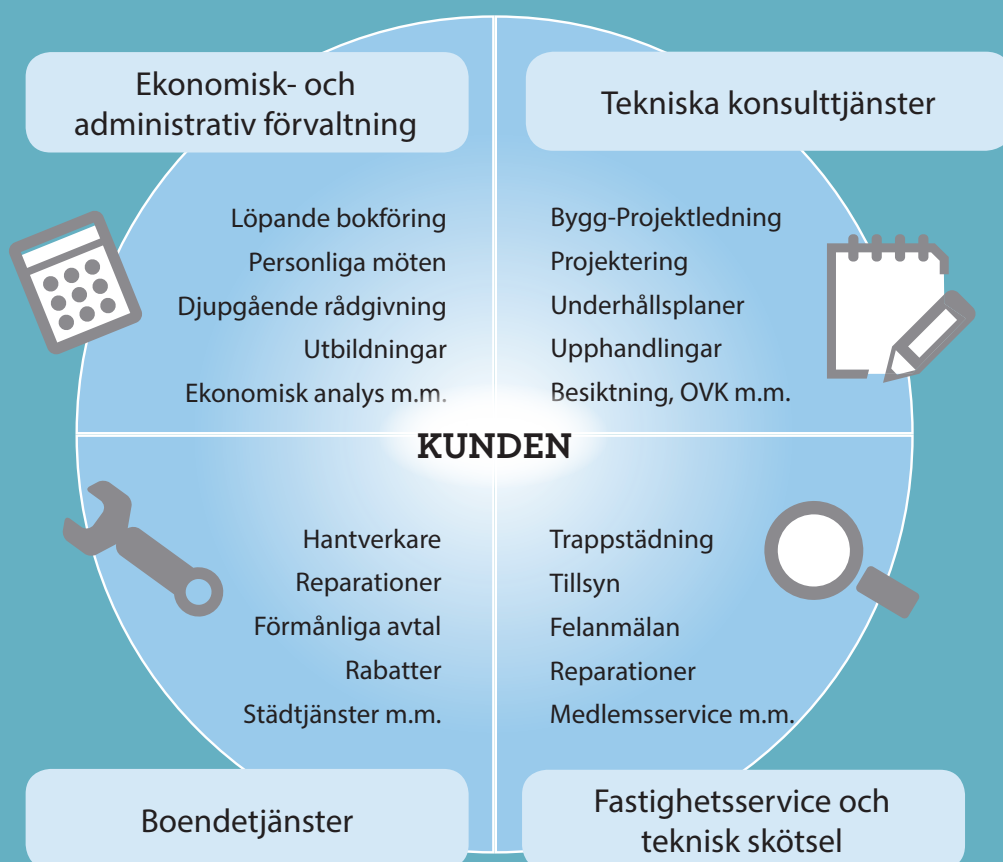 Ekonomisk- och
administrativ förvaltning
Löpande bokföring
Personliga möten
Djupgående rådgivning
Utbildningar
Ekonomisk analys m.m.
Tekniska konsulttjänster
Bygg-Projektledning
Projektering
Underhållsplaner
Upphandlingar
Besiktning, OVK m.m.
KUNDEN
Hantverkare
Reparationer
Förmånliga avtal
Rabatter
Städtjänster m.m.
Boendetjänster
Trappstädning
Tillsyn
Felanmälan
Reparationer
Medlemsservice m.m.
Fastighetsservice och
teknisk skötsel